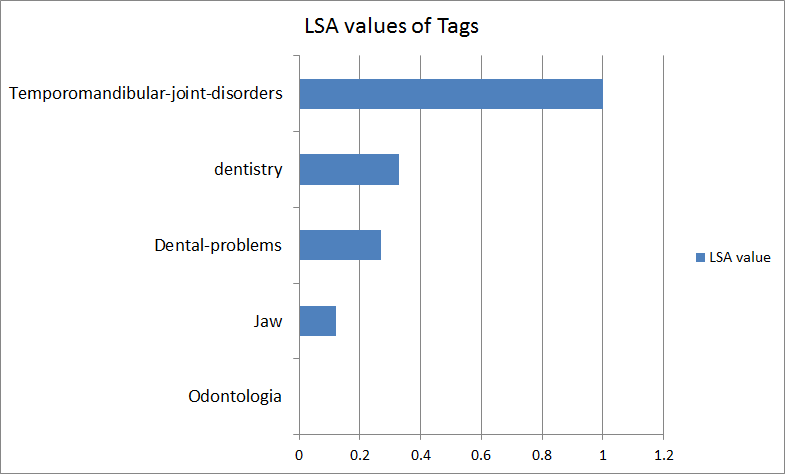 LSA values of Tags
Temporomandibular-joint-disorders
dentistry
Dental-problems
Jaw
Odontologia
LSA value
0 0.2 0.4 0.6 0.8 1 1.2